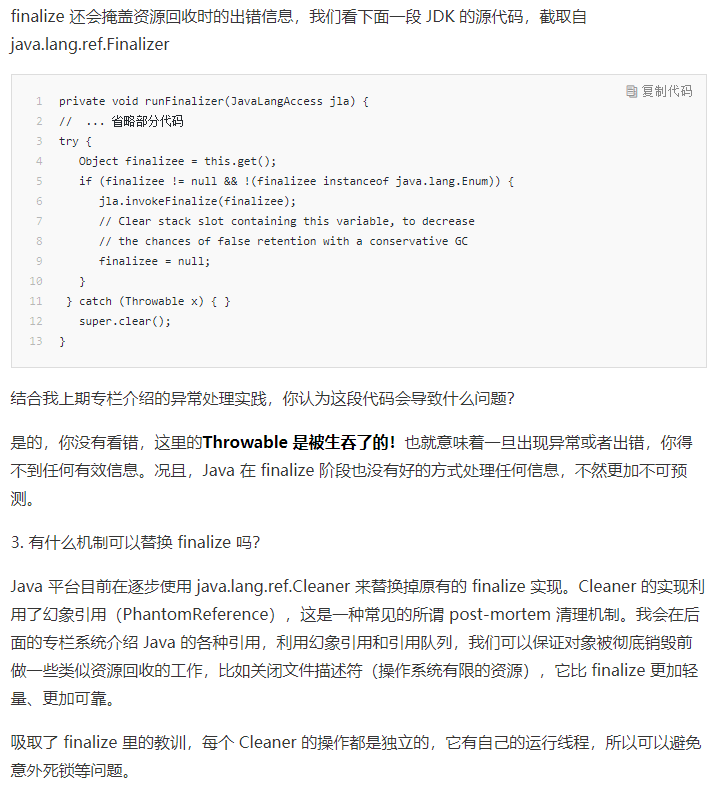 finalize 还会掩盖资源回收时的出错信息，我们看下面一段 JDK 的源代码，截取自
java.lang.ref.Finalizer
复制代码
1 private void runFinalizer(JavaLangAccess jla) {
2 //  ... 省略部分代码
3 try {
4    Object finalizee = this.get();
5    if (finalizee != null && !(finalizee instanceof java.lang.Enum)) {
6       jla.invokeFinalize(finalizee);
7       // Clear stack slot containing this variable, to decrease
8       // the chances of false retention with a conservative GC
9       finalizee = null;
10    }
11  } catch (Throwable x) { }
12    super.clear();
13 }
结合我上期专栏介绍的异常处理实践，你认为这段代码会导致什么问题？
是的，你没有看错，这里的Throwable 是被生吞了的！也就意味着一旦出现异常或者出错，你得
不到任何有效信息。况且，Java 在 finalize 阶段也没有好的方式处理任何信息，不然更加不可预
测。
3. 有什么机制可以替换 finalize 吗？
Java 平台目前在逐步使用 java.lang.ref.Cleaner 来替换掉原有的 finalize 实现。Cleaner 的实现利
用了幻象引用（PhantomReference），这是一种常见的所谓 post-mortem 清理机制。我会在后
面的专栏系统介绍 Java 的各种引用，利用幻象引用和引用队列，我们可以保证对象被彻底销毁前
做一些类似资源回收的工作，比如关闭文件描述符（操作系统有限的资源），它比 finalize 更加轻
量、更加可靠。
吸取了 finalize 里的教训，每个 Cleaner 的操作都是独立的，它有自己的运行线程，所以可以避免
意外死锁等问题。